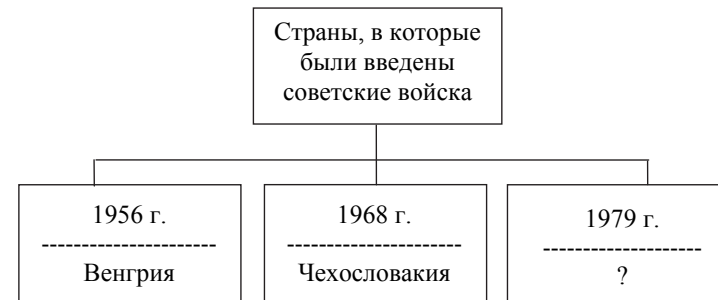 Страны, в которые
были введены
советские войска
1956 г.
----------------------
Венгрия
1968 г.
----------------------
Чехословакия
1979 г.
--------------------
?